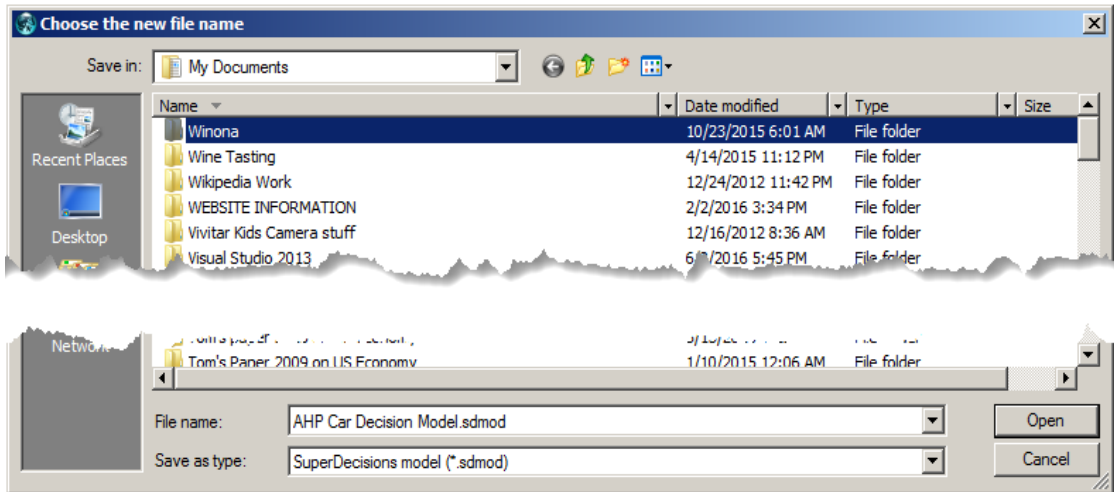 Choose the new file name
Save in: My Documents
Name Date modified Type Size
Winona 10/23/2015 6:01 AM File folder
Wine Tasting 4/14/2015 11:12 PM File folder
Wikipedia Work 12/24/2012 11:42 PM File folder
WEBSITE INFORMATION 2/2/2016 3:34 PM File folder
Vivitar Kids Camera stuff 12/16/2012 8:36 AM File folder
Visual Studio 2013 /2016 5:45 PM File folder
Recent Places
Desktop
Network
Tom's Paper 2009 on US Economy 1/10/2015 12:06 AM File folder
File name: AHP Car Decision Model.sdmod Open
Save as type: SuperDecisions model (*.sdmod) Cancel